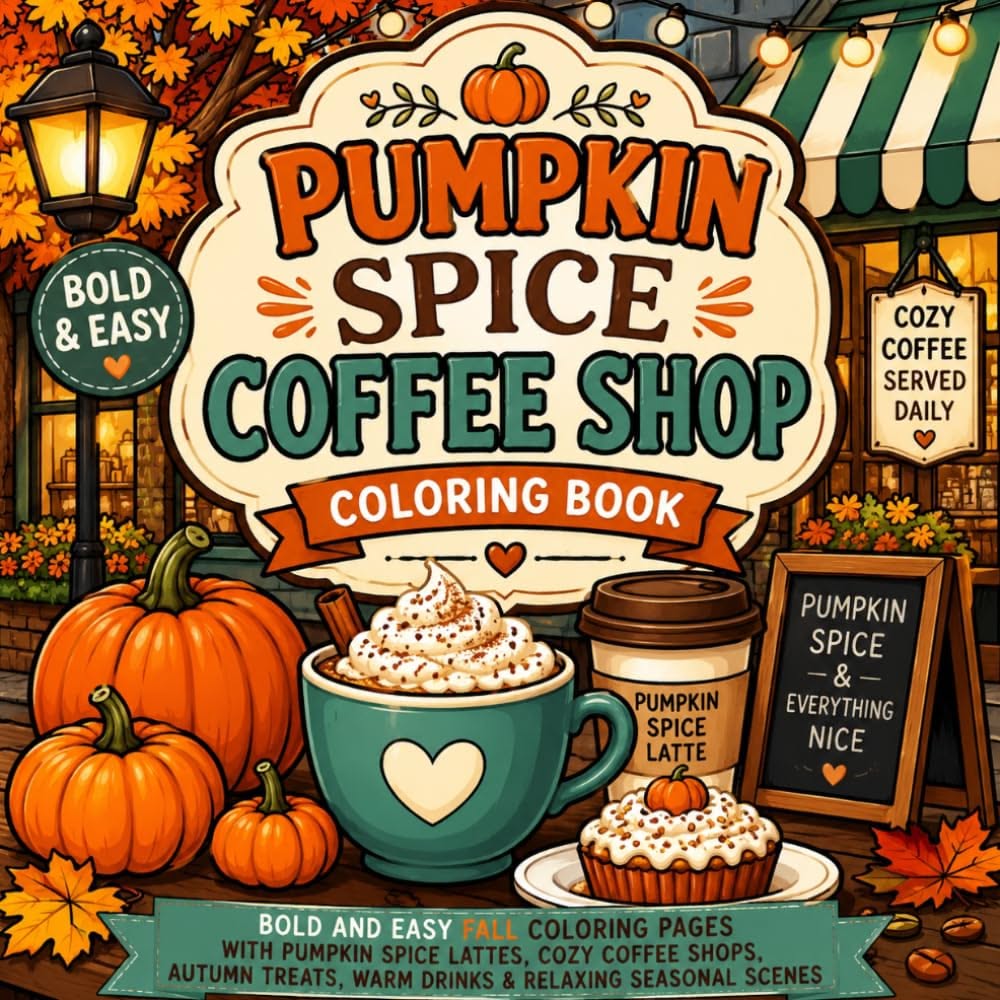 PUMPKIN
SPICE
COFFEE SHOP
COLORING BOOK
BOLD
& EASY
COZY
COFFEE
SERVED
DAILY
PUMPKIN
SPICE
LATTE
PUMPKIN
SPICE
&
EVERYTHING
NICE
BOLD AND EASY FALL COLORING PAGES
WITH PUMPKIN SPICE LATTES, COZY COFFEE SHOPS,
AUTUMN TREATS, WARM DRINKS & RELAXING SEASONAL SCENES